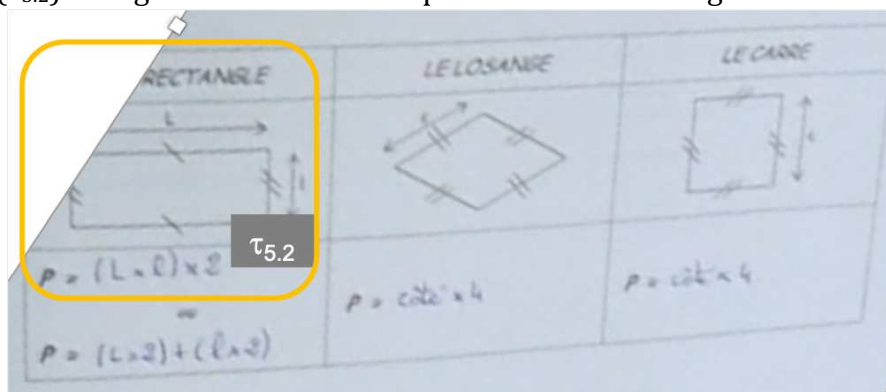 RECTANGLE
LE LOSANGE
LE CARRE
L
l
τ5.2
P = (L × l) × 2
ou
P = (L×2) + (l×2)
P = côté × 4
P = côté × 4